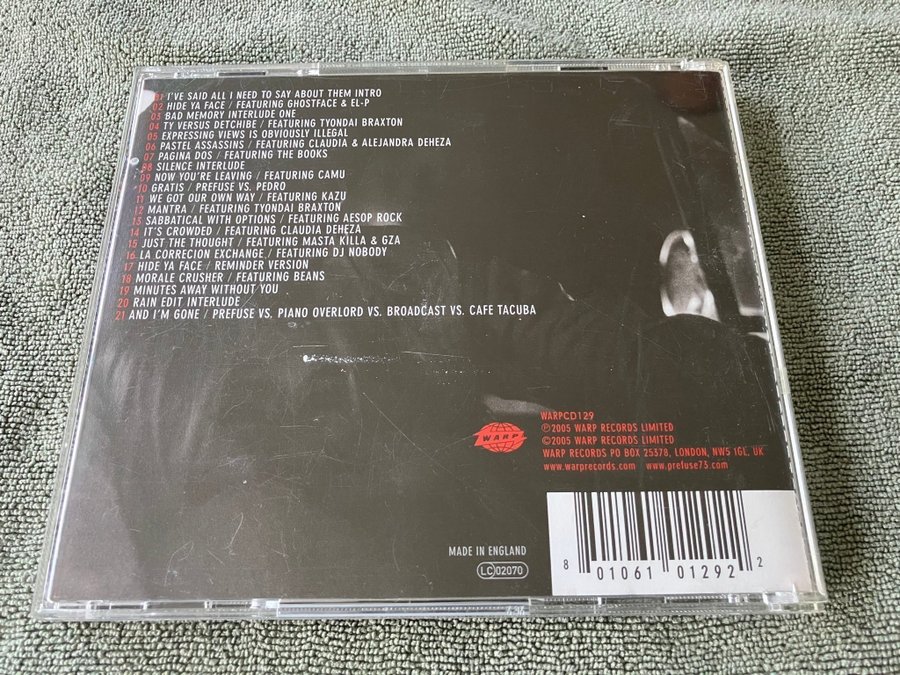 01 I'VE SAID ALL I NEED TO SAY ABOUT THEM INTRO
02 HIDE YA FACE / FEATURING GHOSTFACE & EL-P
03 BAD MEMORY INTERLUDE ONE
04 TY VERSUS DETCHIBE / FEATURING TYONDAI BRAXTON
05 EXPRESSING VIEWS IS OBVIOUSLY ILLEGAL
06 PASTEL ASSASSINS / FEATURING CLAUDIA & ALEJANDRA DEHEZA
07 PAGINA DOS / FEATURING THE BOOKS
08 SILENCE INTERLUDE
09 NOW YOU'RE LEAVING / FEATURING CAMU
10 GRATIS / PREFUSE VS. PEDRO
11 WE GOT OUR OWN WAY / FEATURING KAZU
12 MANTRA / FEATURING TYONDAI BRAXTON
13 SABBATICAL WITH OPTIONS / FEATURING AESOP ROCK
14 IT'S CROWDED / FEATURING CLAUDIA DEHEZA
15 JUST THE THOUGHT / FEATURING MASTA KILLA & GZA
16 LA CORRECION EXCHANGE / FEATURING DJ NOBODY
17 HIDE YA FACE / REMINDER VERSION
18 MORALE CRUSHER / FEATURING BEANS
19 MINUTES AWAY WITHOUT YOU
20 RAIN EDIT INTERLUDE
21 AND I'M GONE / PREFUSE VS. PIANO OVERLORD VS. BROADCAST VS. CAFE TACUBA
WARP
WARPCD129
℗2005 WARP RECORDS LIMITED
©2005 WARP RECORDS LIMITED
WARP RECORDS PO BOX 25378, LONDON, NW5 1GL, UK
www.warprecords.com www.prefuse73.com
MADE IN ENGLAND
LC 02070
8 01061 01292 2